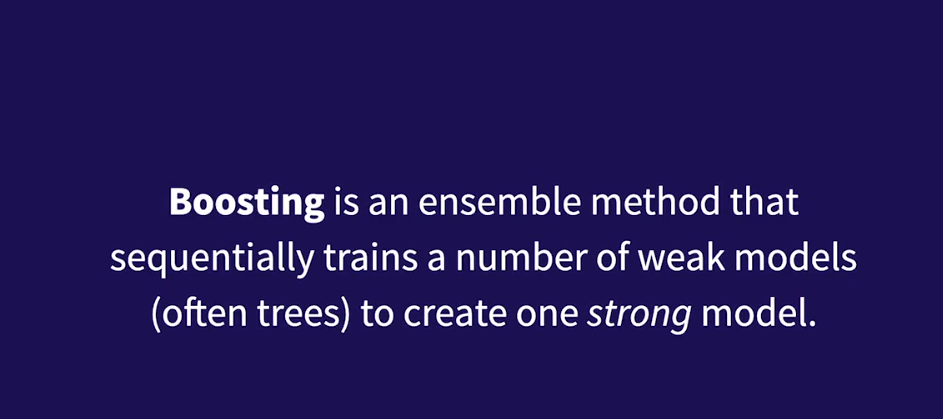 Boosting is an ensemble method that
sequentially trains a number of weak models
(often trees) to create one strong model.